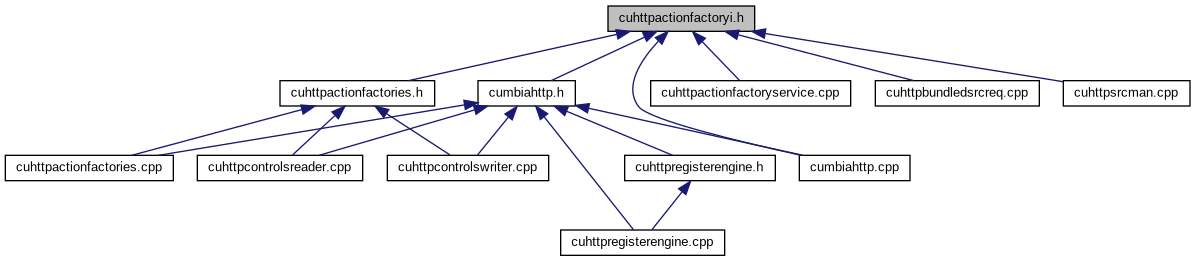 cuhttpactionfactoryi.h
cuhttpactionfactories.h
cumbiahttp.h
cuhttpactionfactoryservice.cpp
cuhttpbundledsrcreq.cpp
cuhttpsrcman.cpp
cuhttpactionfactories.cpp
cuhttpcontrolsreader.cpp
cuhttpcontrolswriter.cpp
cuhttpregisterengine.h
cumbiahttp.cpp
cuhttpregisterengine.cpp